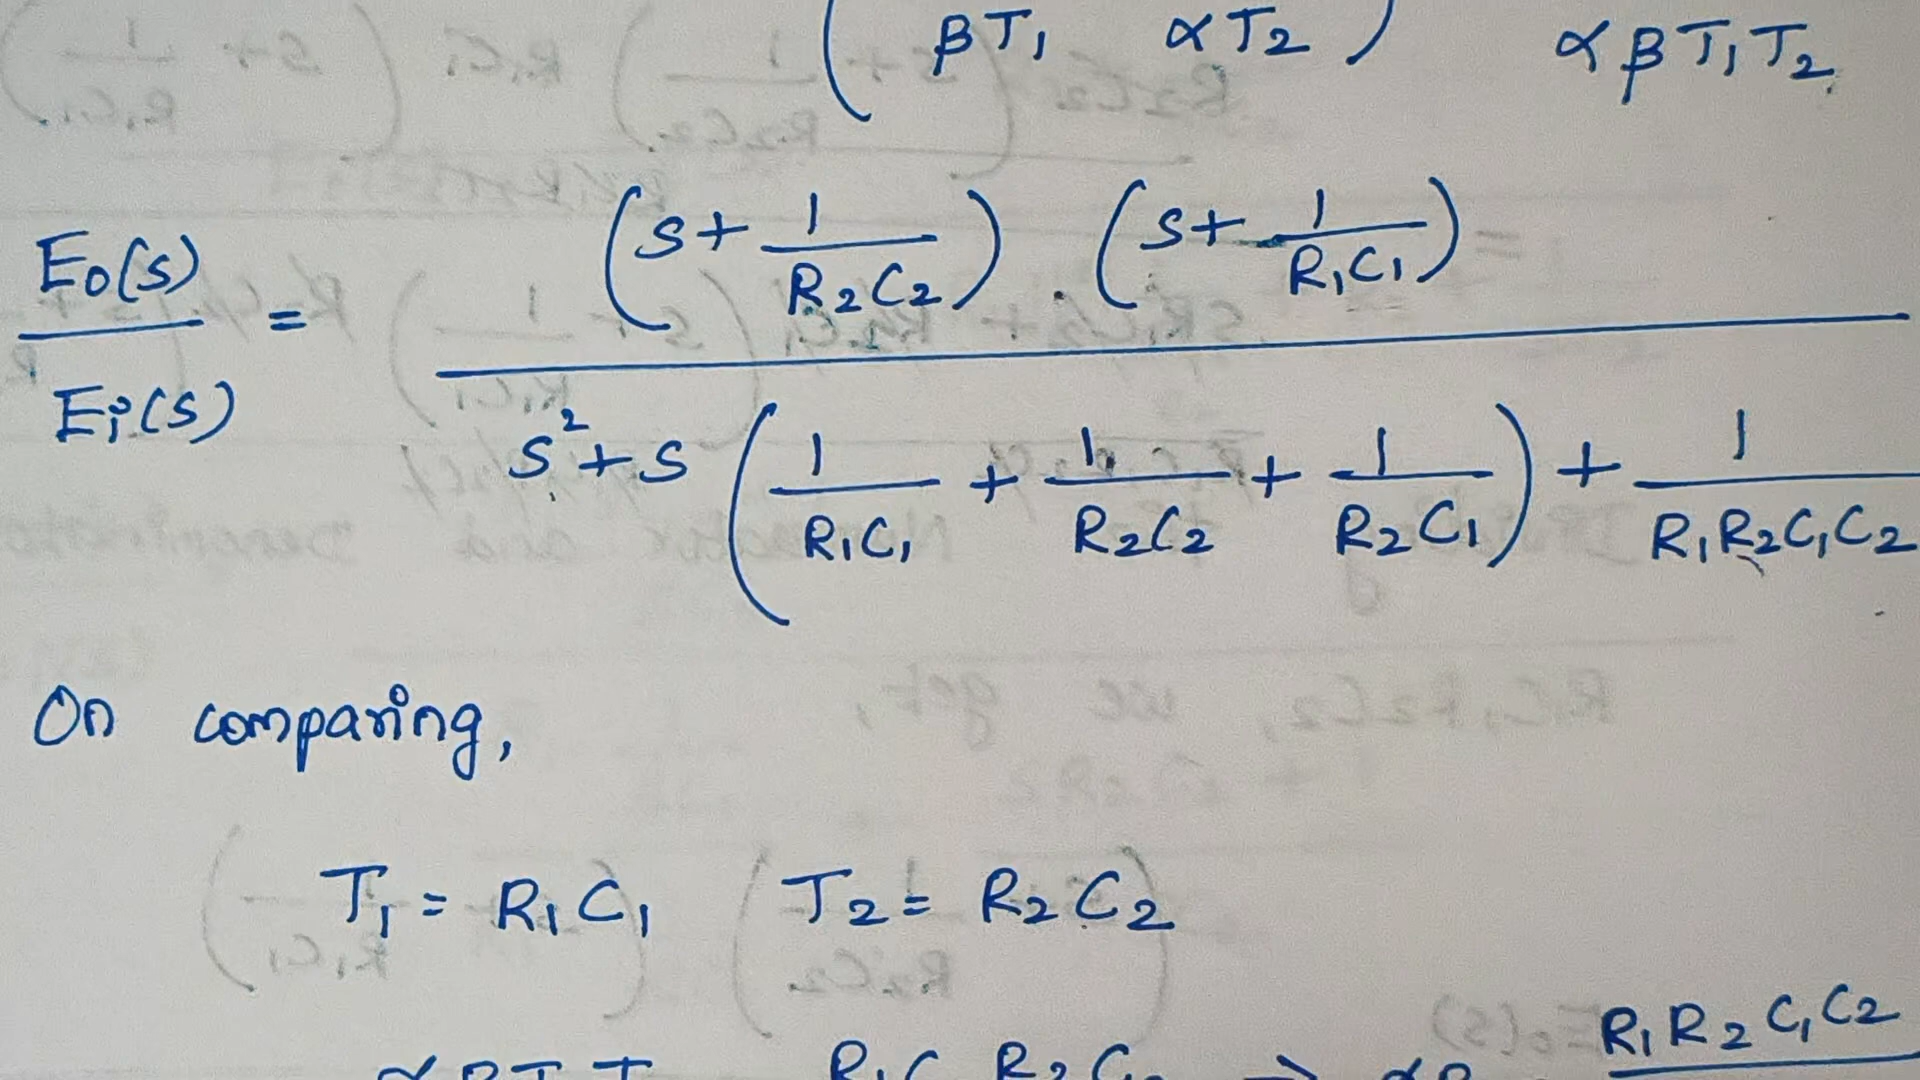 ( βT₁ αT₂ ) αβT₁T₂
E₀(s) / Eᵢ(s) = (s + 1/R₂C₂) . (s + 1/R₁C₁) / s² + s (1/R₁C₁ + 1/R₂C₂ + 1/R₂C₁) + 1/R₁R₂C₁C₂
On comparing,
T₁ = R₁C₁ T₂ = R₂C₂
R₁R₂C₁C₂